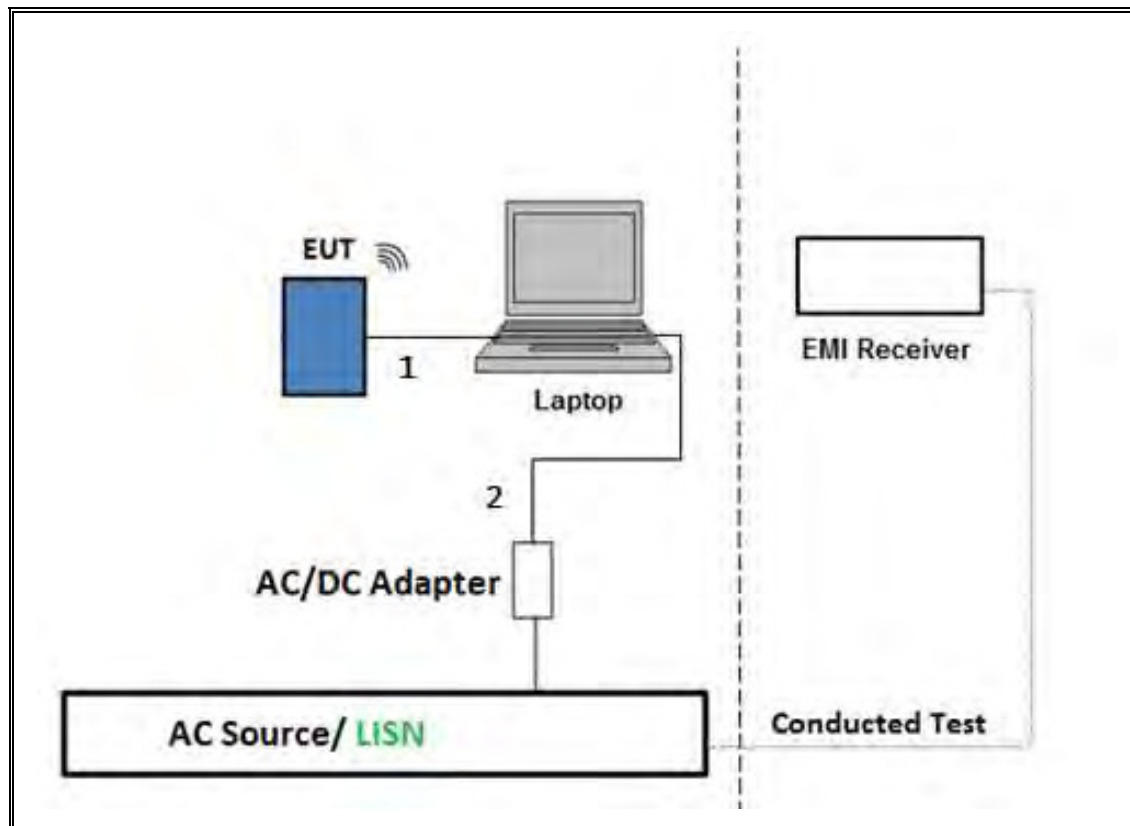 EUT
1
Laptop
EMI Receiver
2
AC/DC Adapter
AC Source/ LISN
Conducted Test